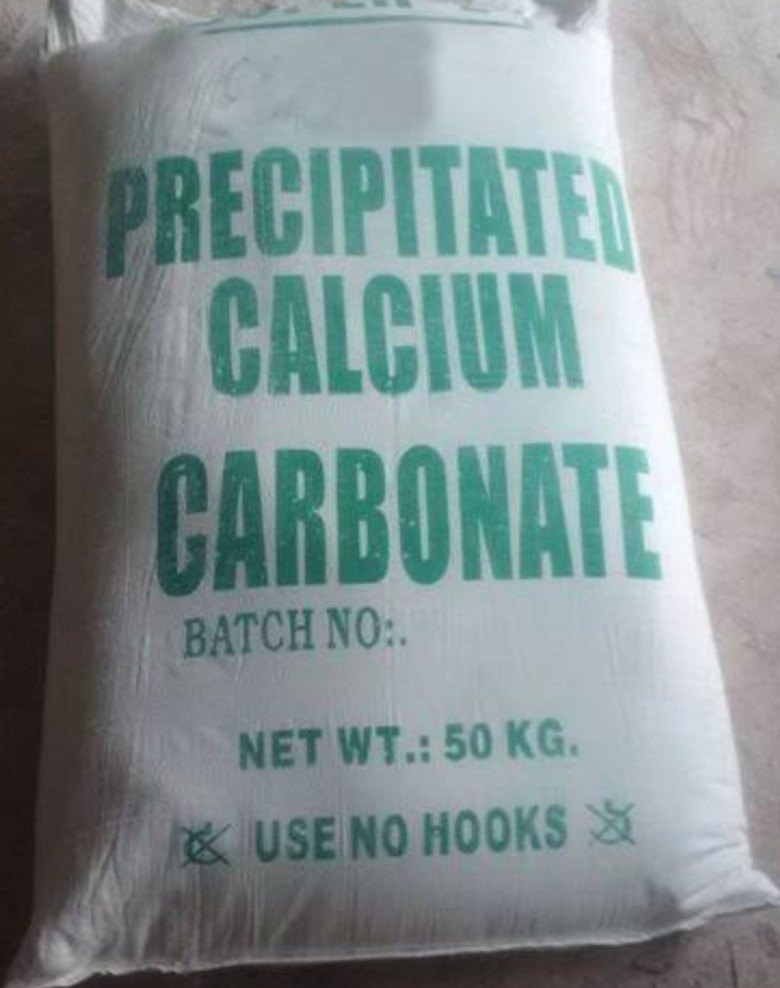 PRECIPITATED
CALCIUM
CARBONATE
BATCH NO:.
NET WT.: 50 KG.
USE NO HOOKS